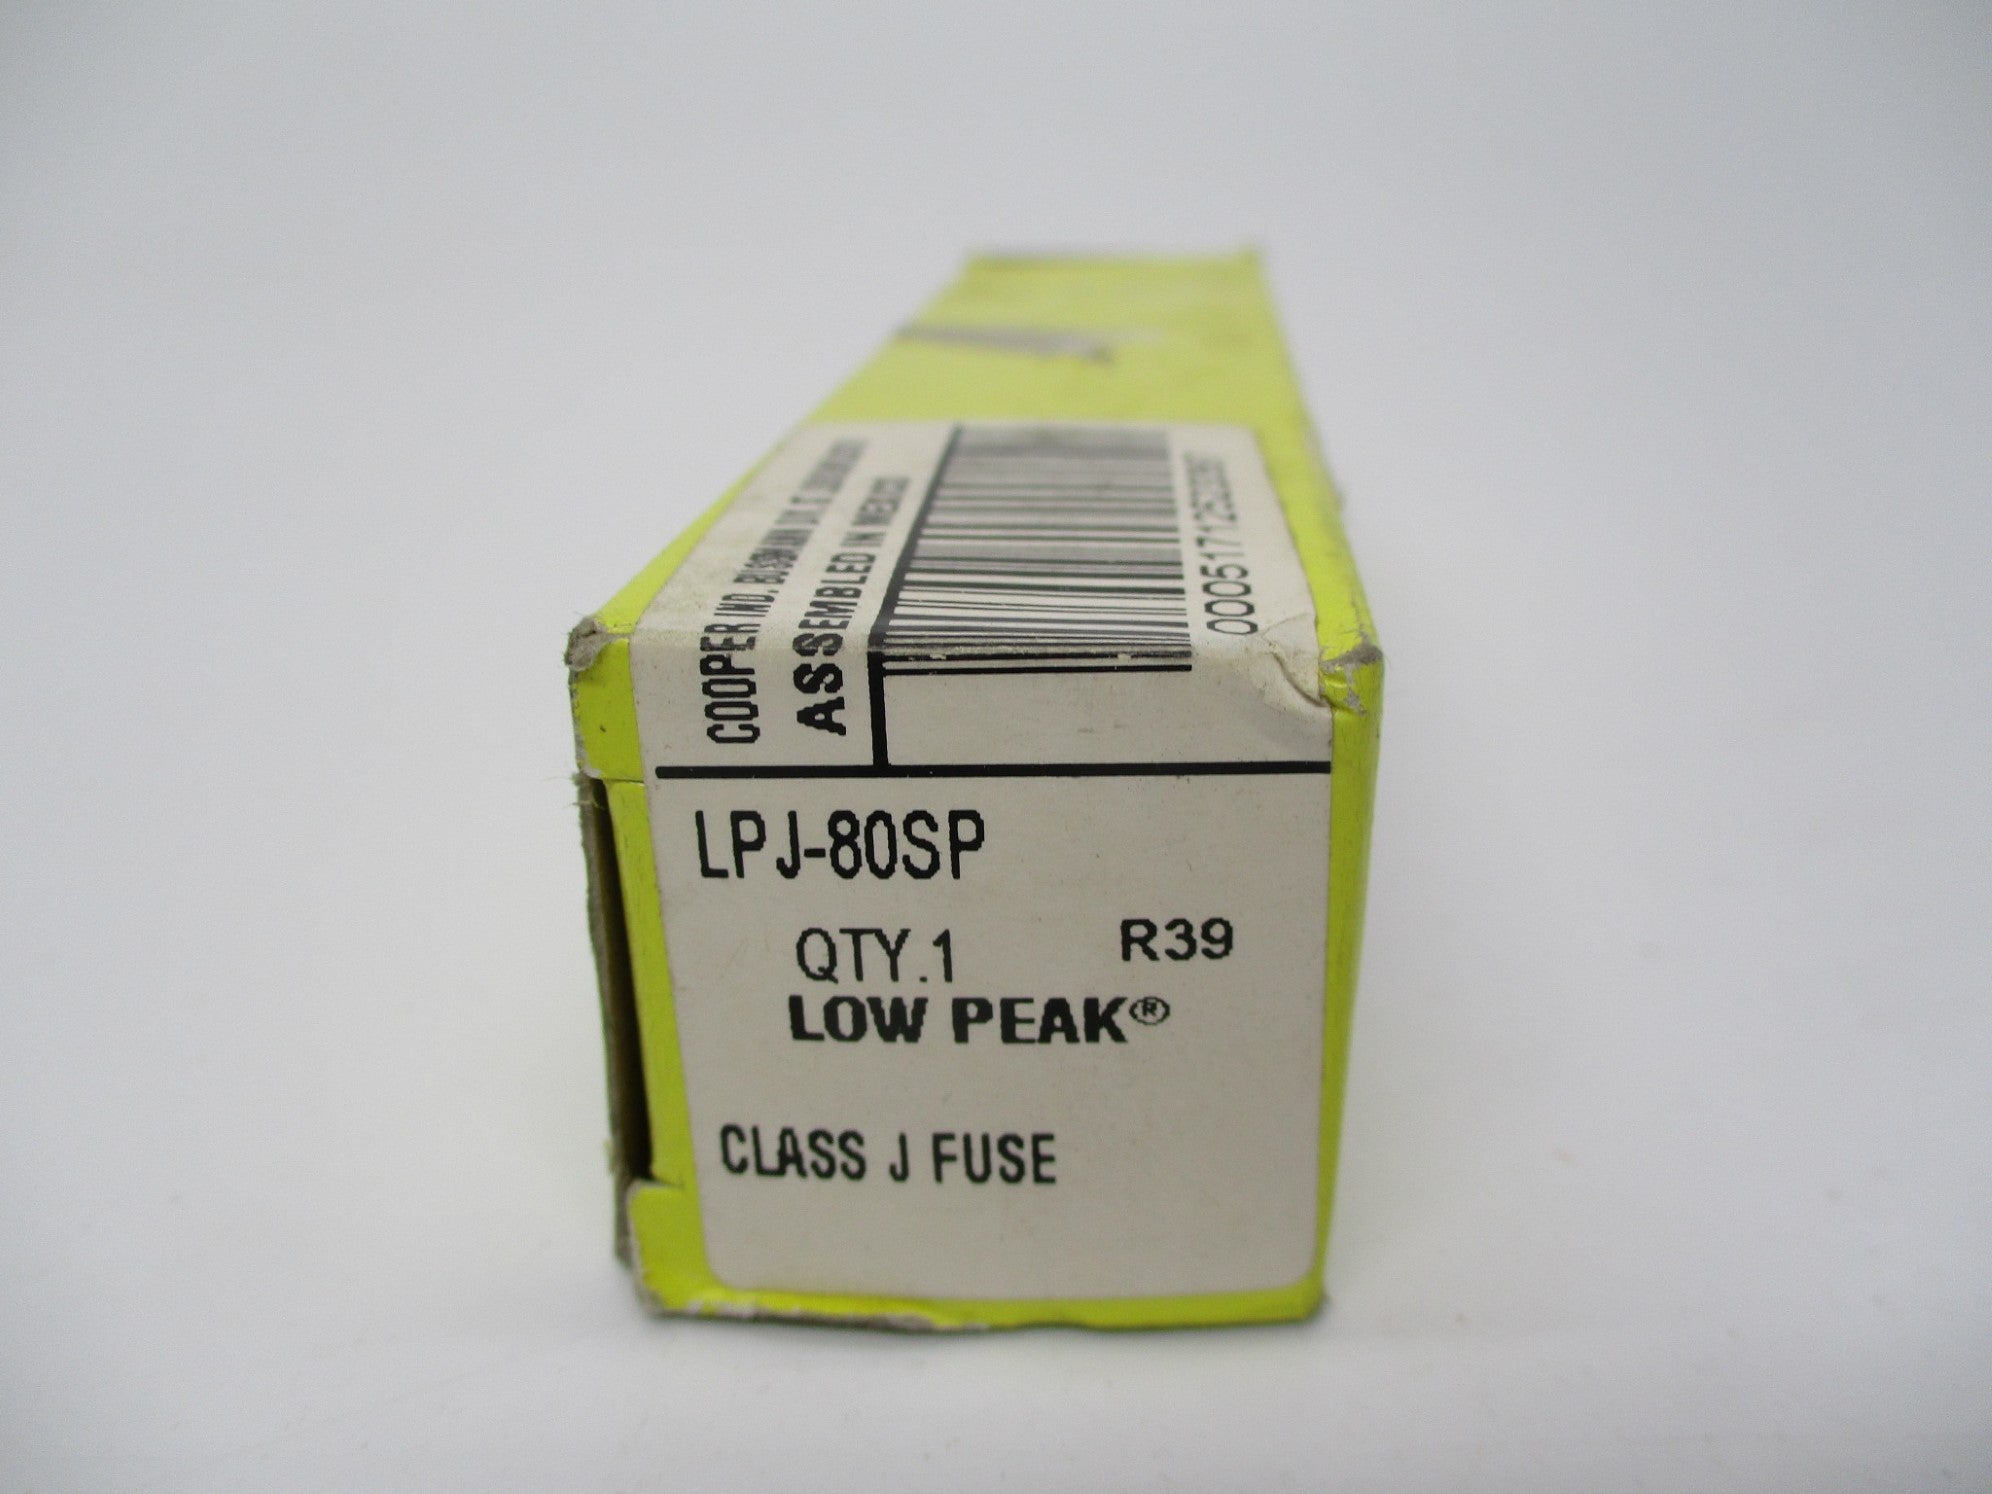 COOPER IND. BUSSMANN DIV.
ASSEMBLED IN MEXICO
LPJ-80SP
QTY.1 R39
LOW PEAK®
CLASS J FUSE